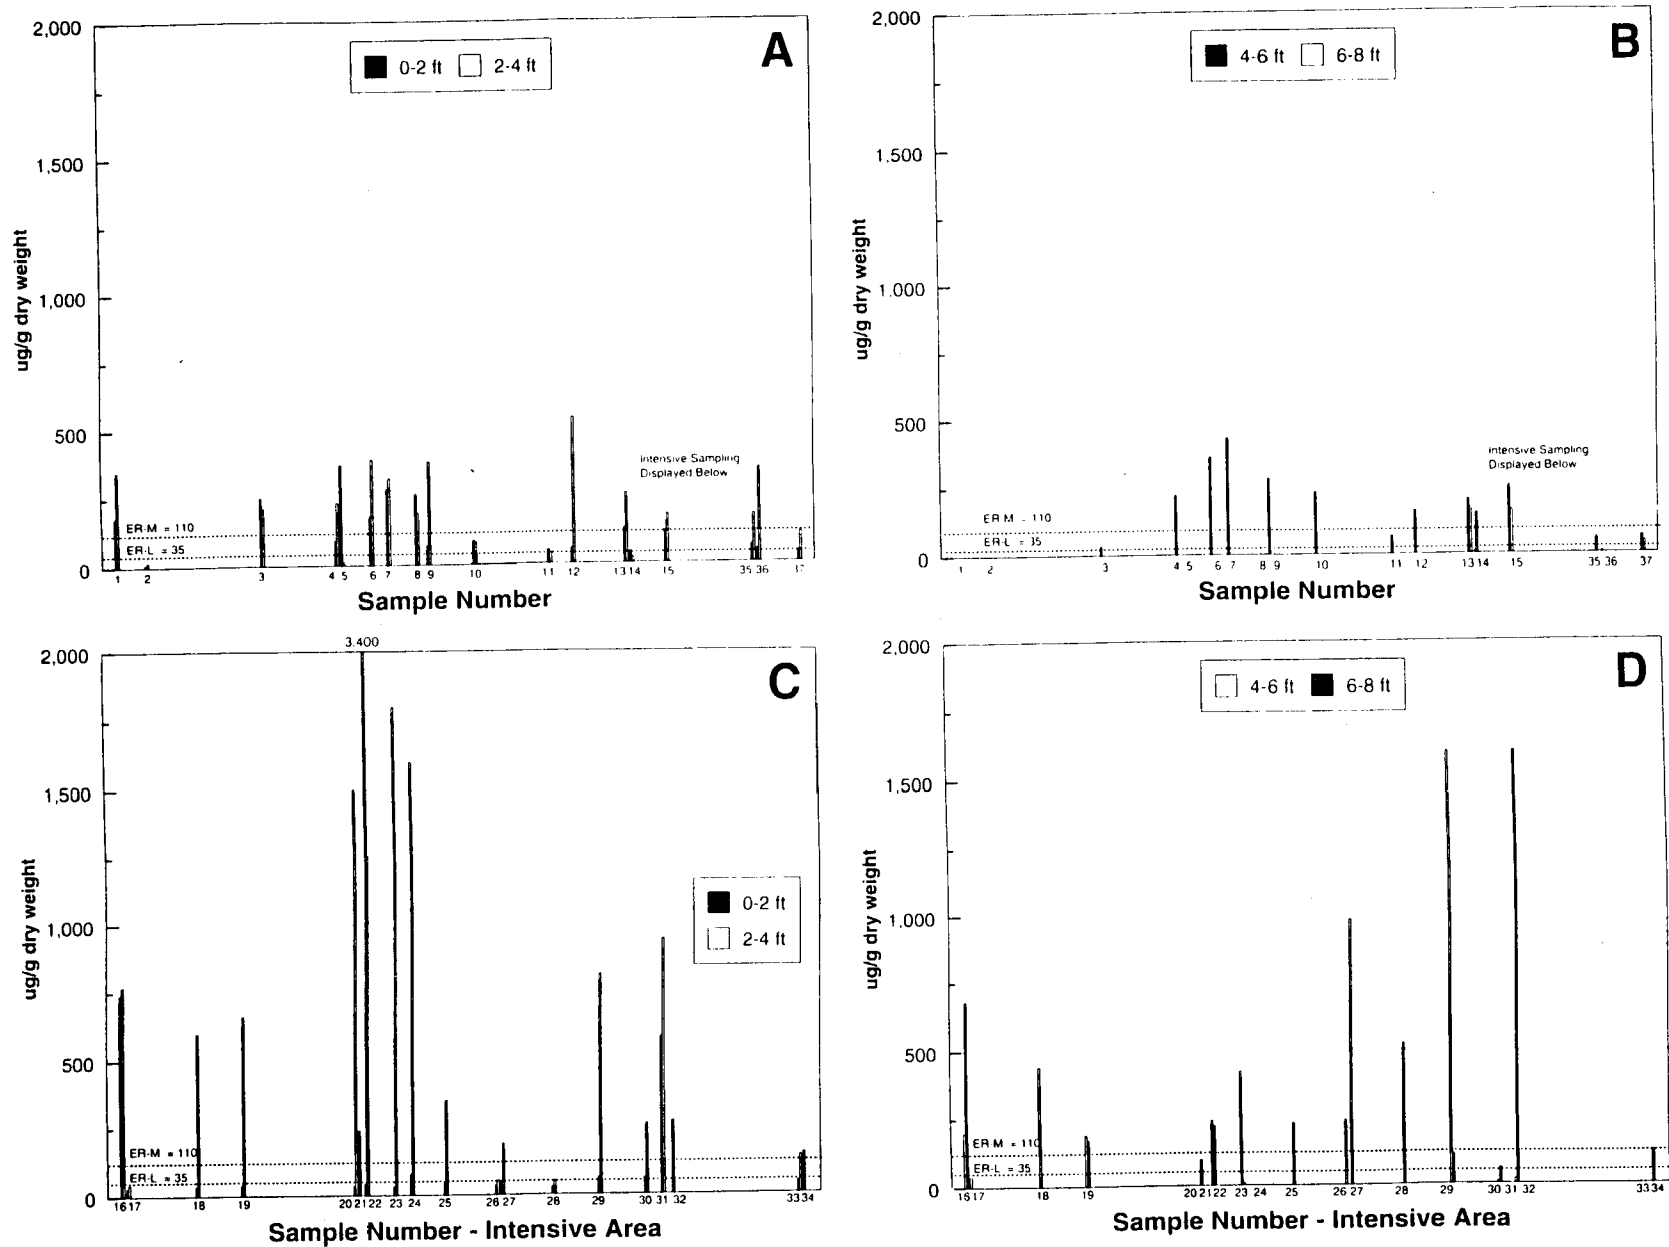 2,000
A
0-2 ft 2-4 ft
1,500
ug/g dry weight
1,000
500
Intensive Sampling
Displayed Below
ER-M = 110
ER-L = 35
0
1 2 3 4 5 6 7 8 9 10 11 12 13 14 15 35 36 37
Sample Number
2,000
B
4-6 ft 6-8 ft
1,500
ug/g dry weight
1,000
500
Intensive Sampling
Displayed Below
ER-M - 110
ER-L = 35
0
1 2 3 4 5 6 7 8 9 10 11 12 13 14 15 35 36 37
Sample Number
3,400
2,000
C
1,500
ug/g dry weight
0-2 ft
2-4 ft
1,000
500
ER-M = 110
ER-L = 35
0
16 17 18 19 20 21 22 23 24 25 26 27 28 29 30 31 32 33 34
Sample Number - Intensive Area
2,000
D
4-6 ft 6-8 ft
1,500
ug/g dry weight
1,000
500
ER-M = 110
ER-L = 35
0
16 17 18 19 20 21 22 23 24 25 26 27 28 29 30 31 32 33 34
Sample Number - Intensive Area